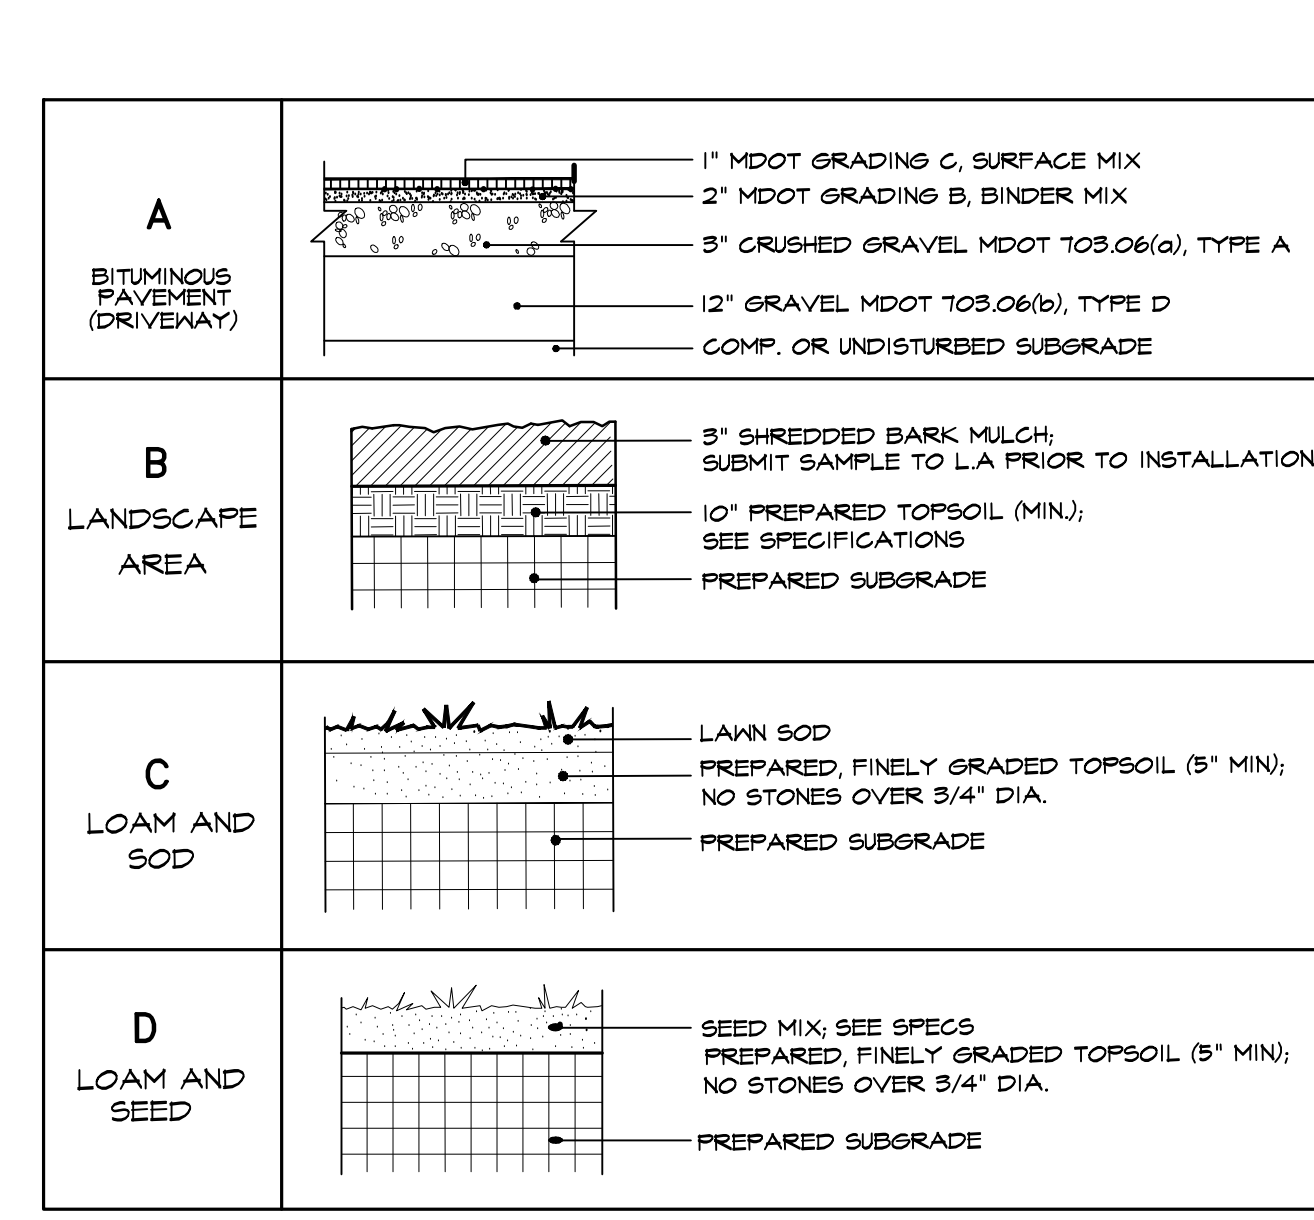 A
BITUMINOUS
PAVEMENT
(DRIVEWAY)
1" MDOT GRADING C, SURFACE MIX
2" MDOT GRADING B, BINDER MIX
3" CRUSHED GRAVEL MDOT 703.06(a), TYPE A
12" GRAVEL MDOT 703.06(b), TYPE D
COMP. OR UNDISTURBED SUBGRADE
B
LANDSCAPE
AREA
3" SHREDDED BARK MULCH;
SUBMIT SAMPLE TO L.A PRIOR TO INSTALLATION
10" PREPARED TOPSOIL (MIN.);
SEE SPECIFICATIONS
PREPARED SUBGRADE
C
LOAM AND
SOD
LAWN SOD
PREPARED, FINELY GRADED TOPSOIL (5" MIN);
NO STONES OVER 3/4" DIA.
PREPARED SUBGRADE
D
LOAM AND
SEED
SEED MIX; SEE SPECS
PREPARED, FINELY GRADED TOPSOIL (5" MIN);
NO STONES OVER 3/4" DIA.
PREPARED SUBGRADE